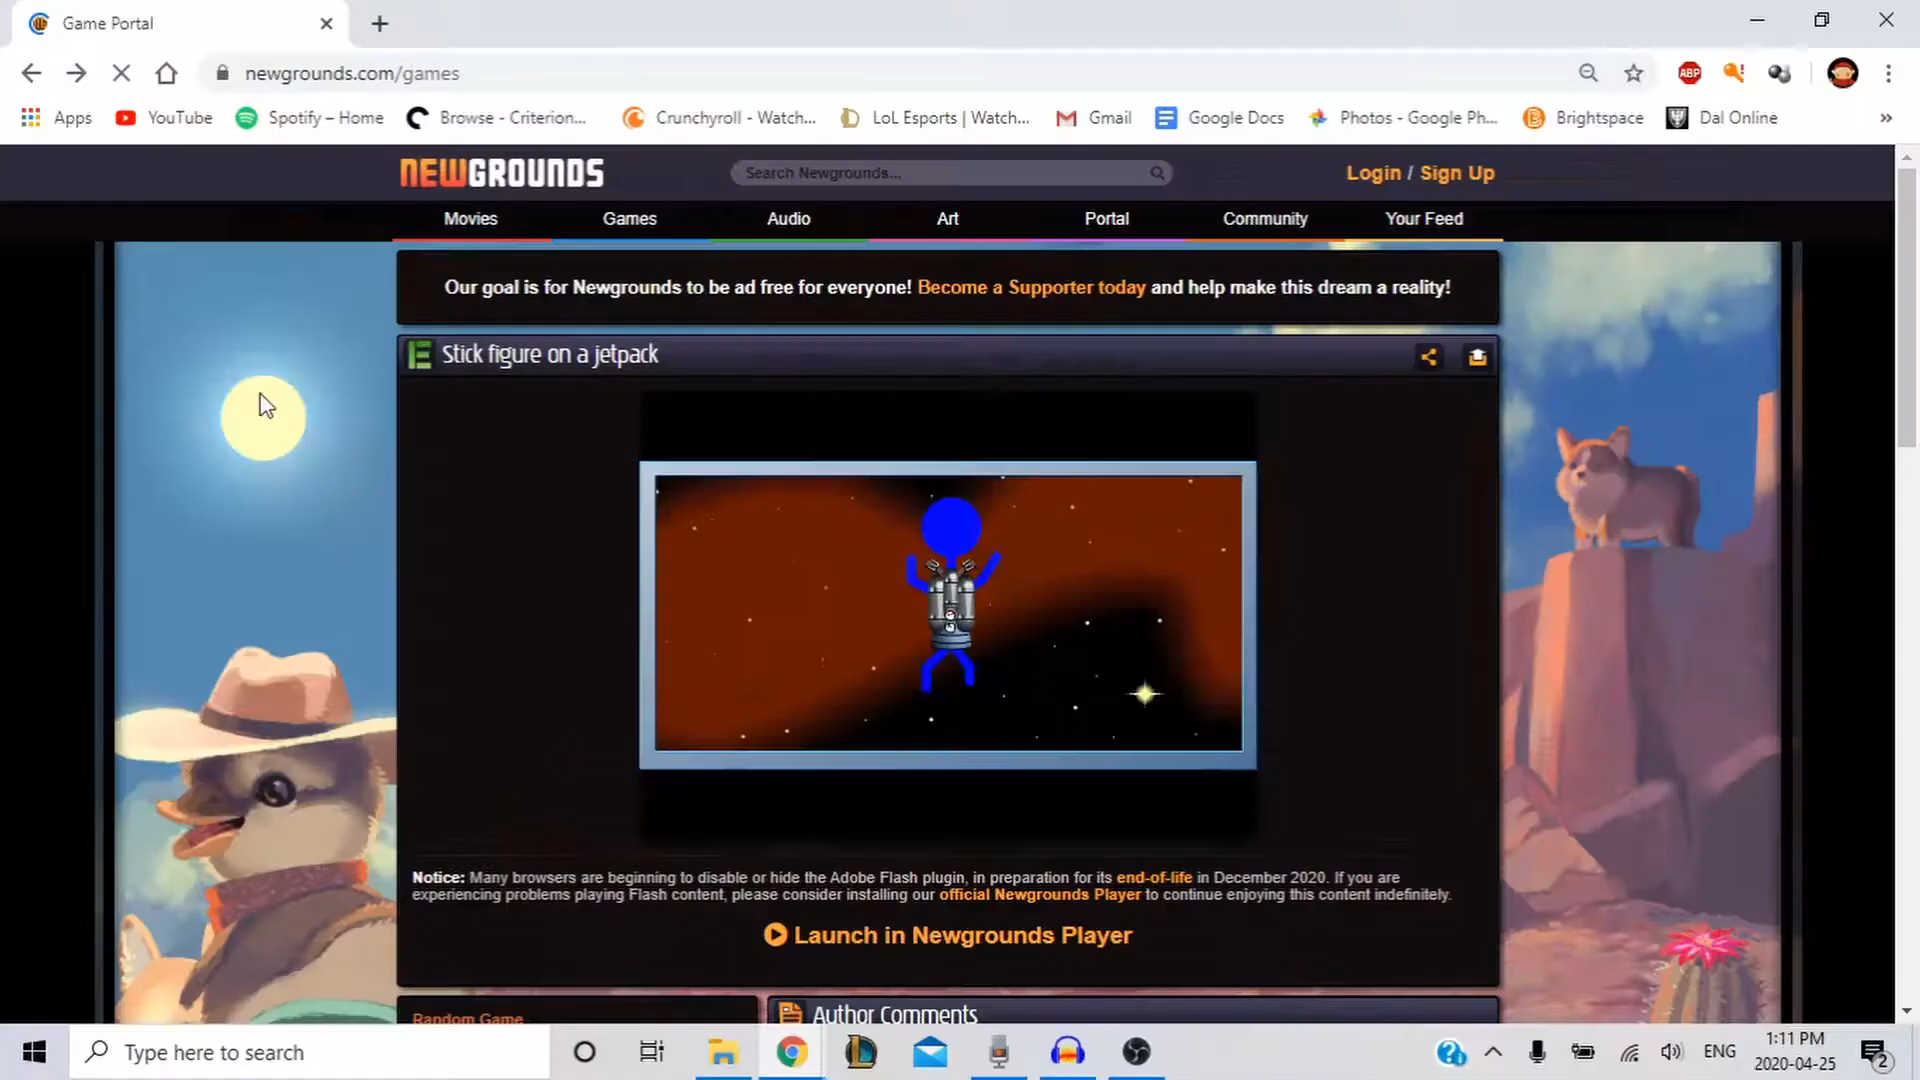 Game Portal
newgrounds.com/games
ABP
Apps
YouTube
Spotify – Home
Browse - Criterion...
Crunchyroll - Watch...
LoL Esports | Watch...
Gmail
Google Docs
Photos - Google Ph...
Brightspace
Dal Online
»
NEWGROUNDS
Search Newgrounds...
Login / Sign Up
Movies
Games
Audio
Art
Portal
Community
Your Feed
Our goal is for Newgrounds to be ad free for everyone! Become a Supporter today and help make this dream a reality!
E Stick figure on a jetpack
Notice: Many browsers are beginning to disable or hide the Adobe Flash plugin, in preparation for its end-of-life in December 2020. If you are
experiencing problems playing Flash content, please consider installing our official Newgrounds Player to continue enjoying this content indefinitely.
Launch in Newgrounds Player
Random Game
Author Comments
Type here to search
ENG
1:11 PM
2020-04-25
2